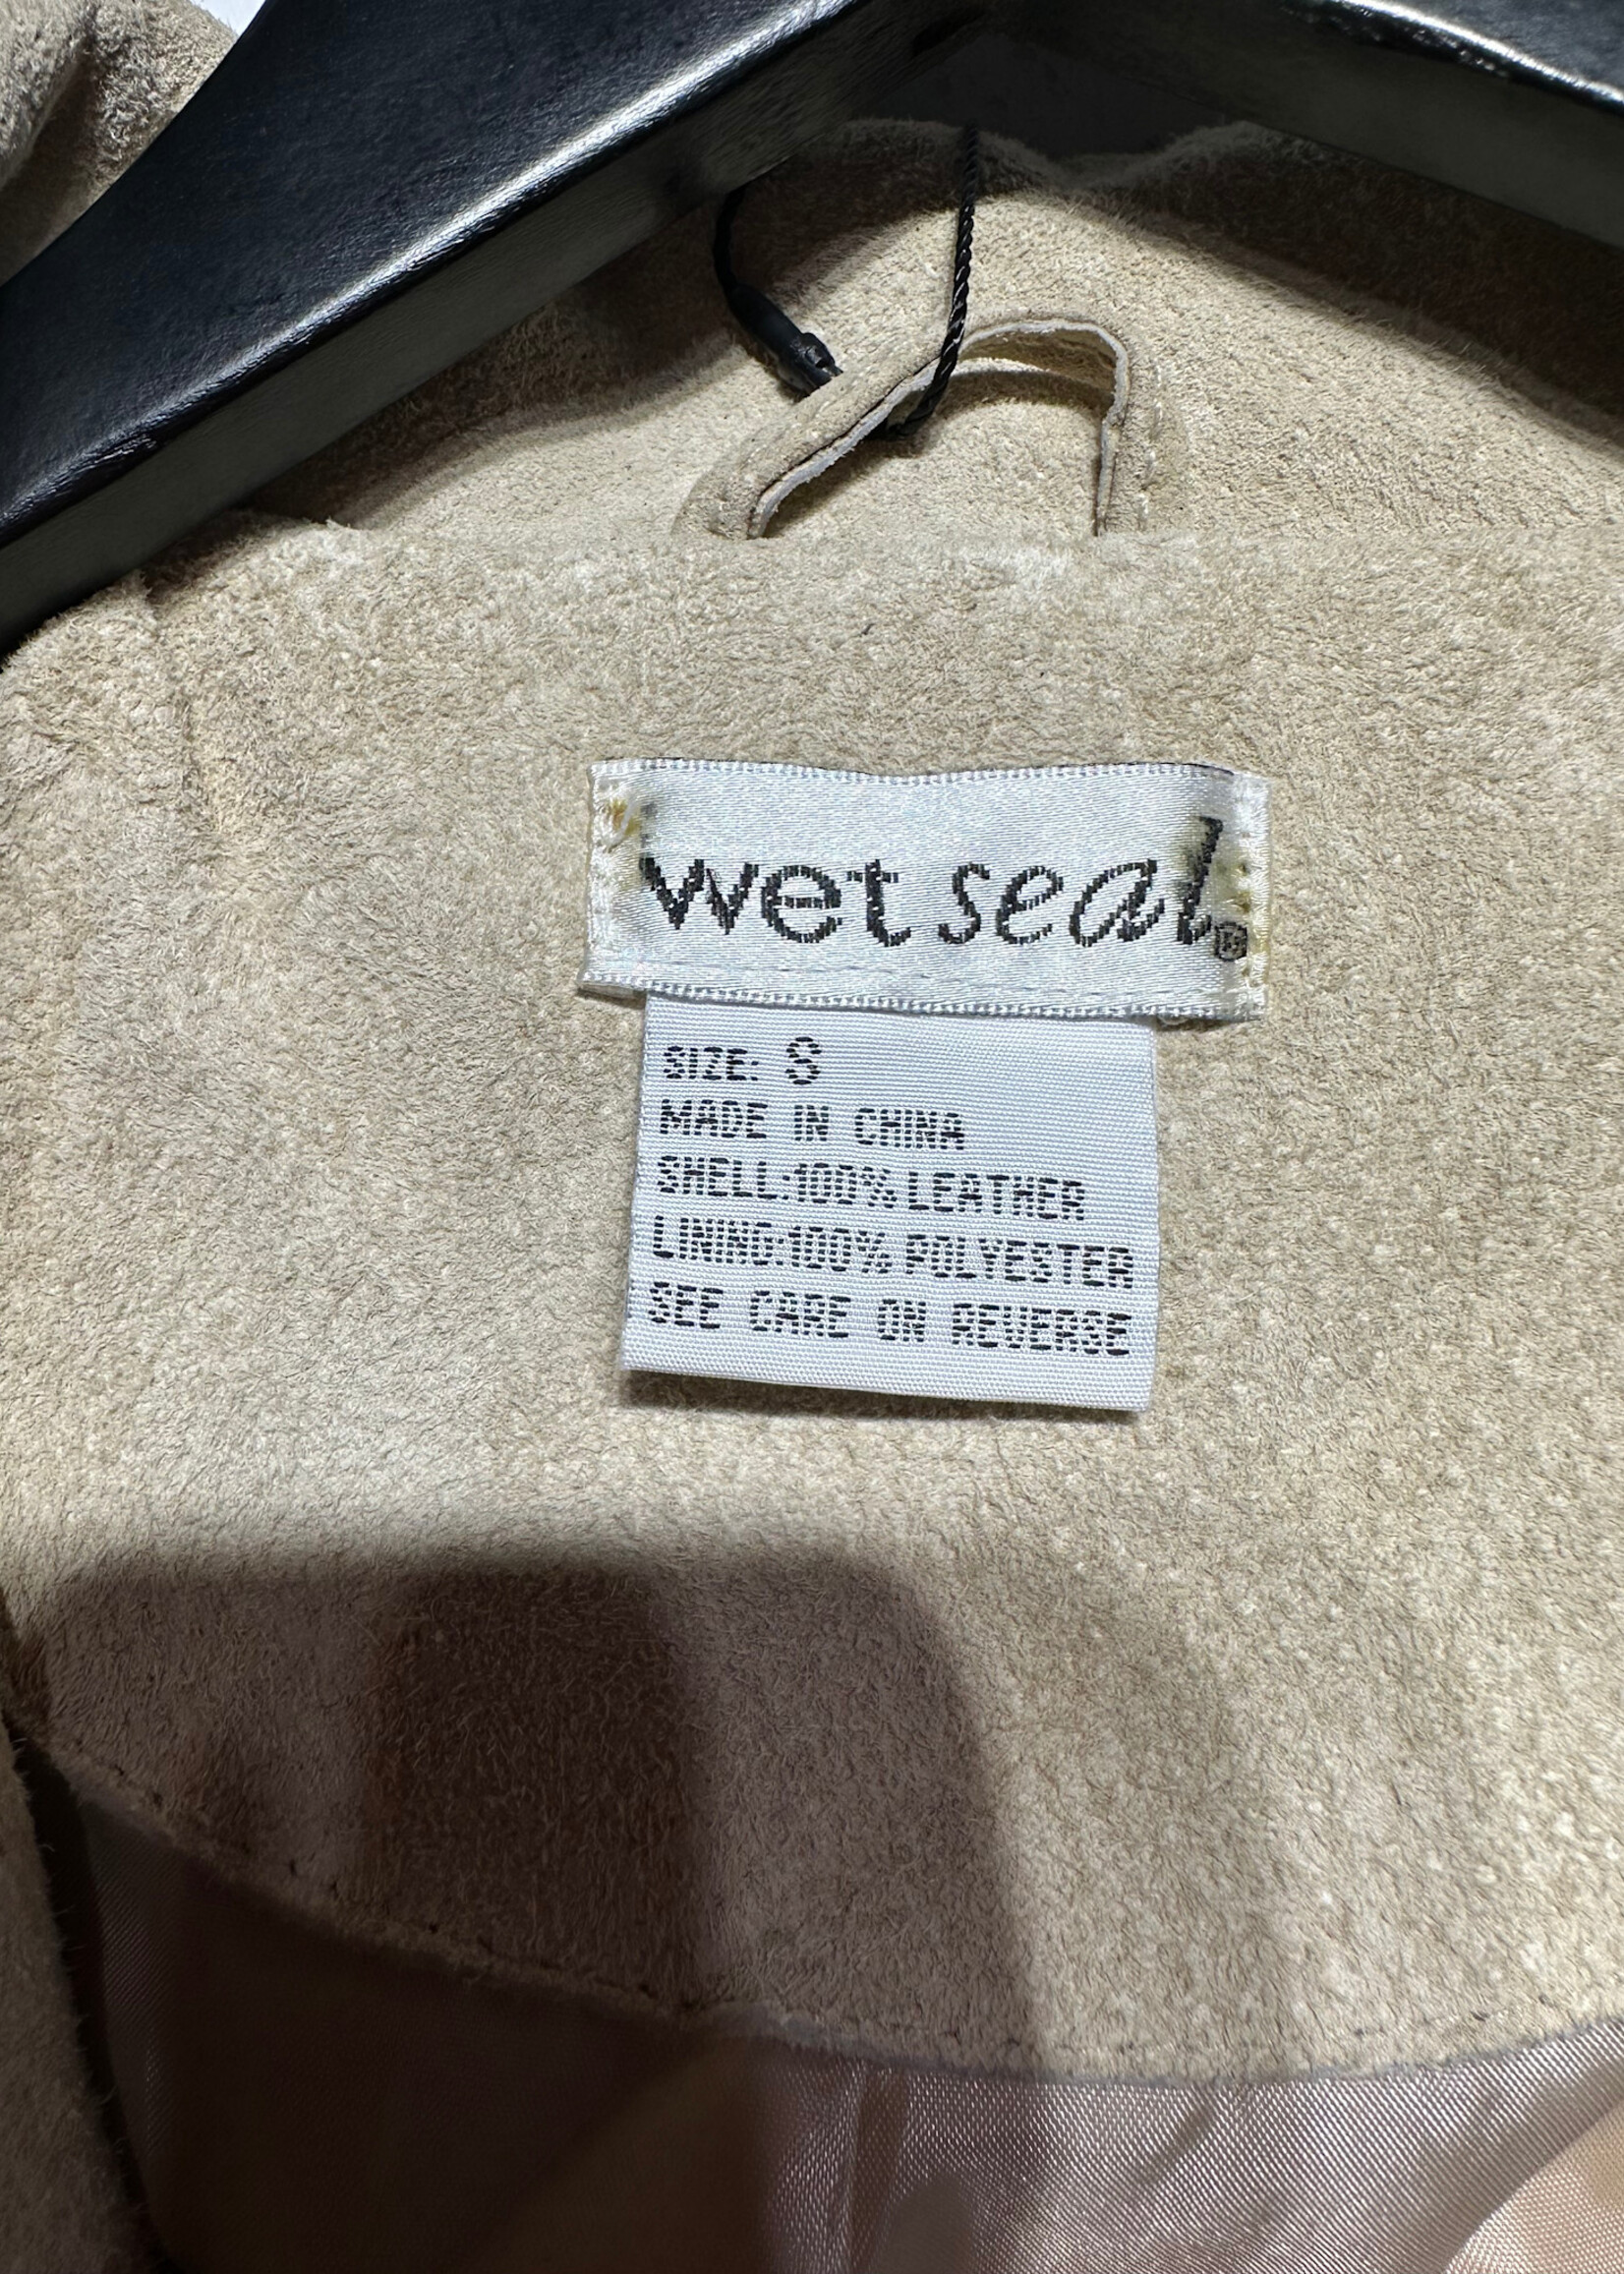 wet seal®
SIZE: S
MADE IN CHINA
SHELL:100% LEATHER
LINING:100% POLYESTER
SEE CARE ON REVERSE